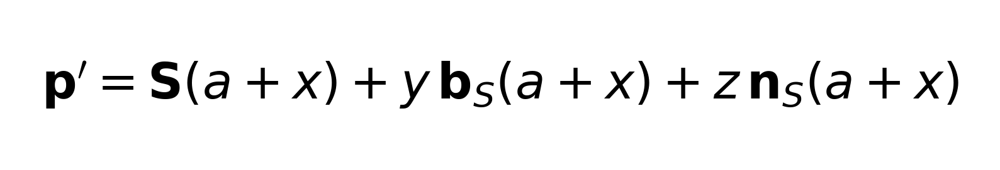 p′ = S(a + x) + y b_S(a + x) + z n_S(a + x)